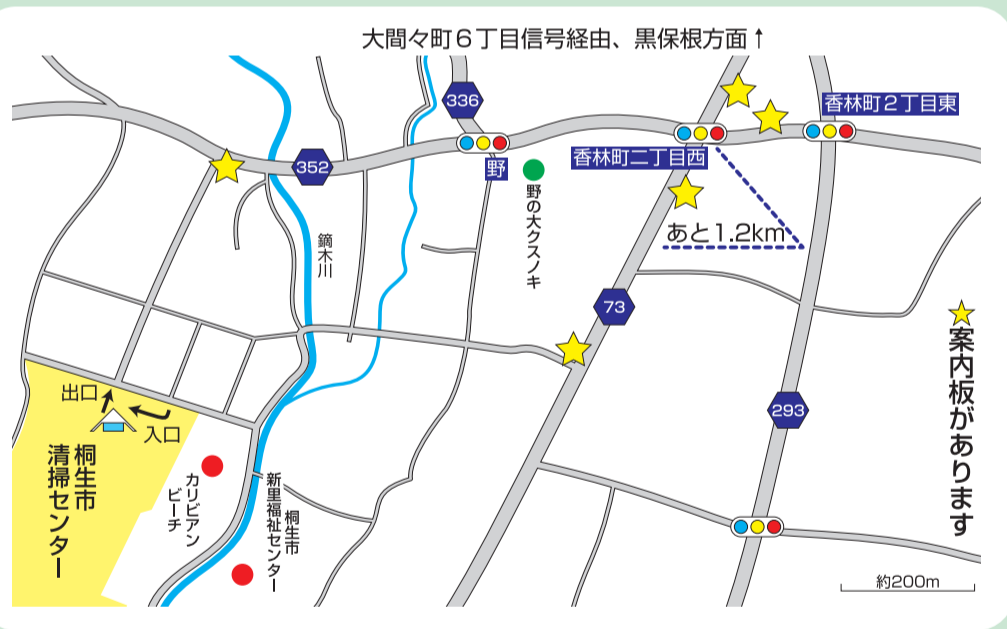 大間々町６丁目信号経由、黒保根方面↑
336
香林町２丁目東
352
野
香林町二丁目西
野の大クスノキ
あと1.2km
鏑木川
73
☆案内板があります
出口
入口
293
桐生市
清掃センター
カリビアン
ビーチ
桐生市
新里福祉センター
約200m